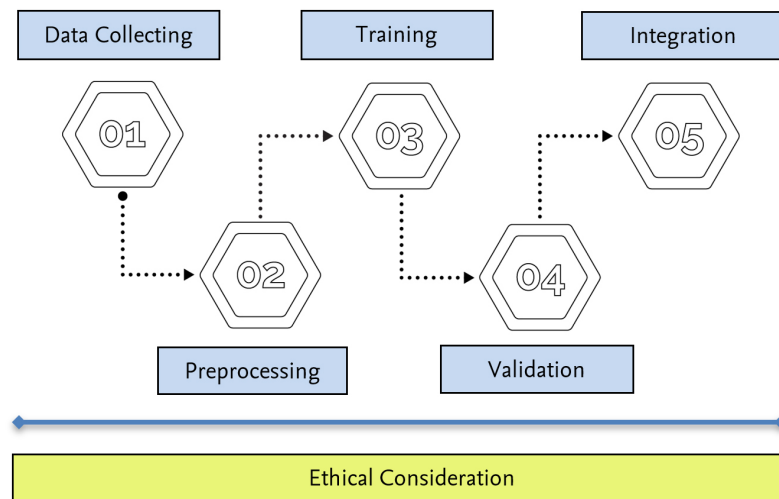 Data Collecting
Training
Integration
01
03
05
02
04
Preprocessing
Validation
Ethical Consideration